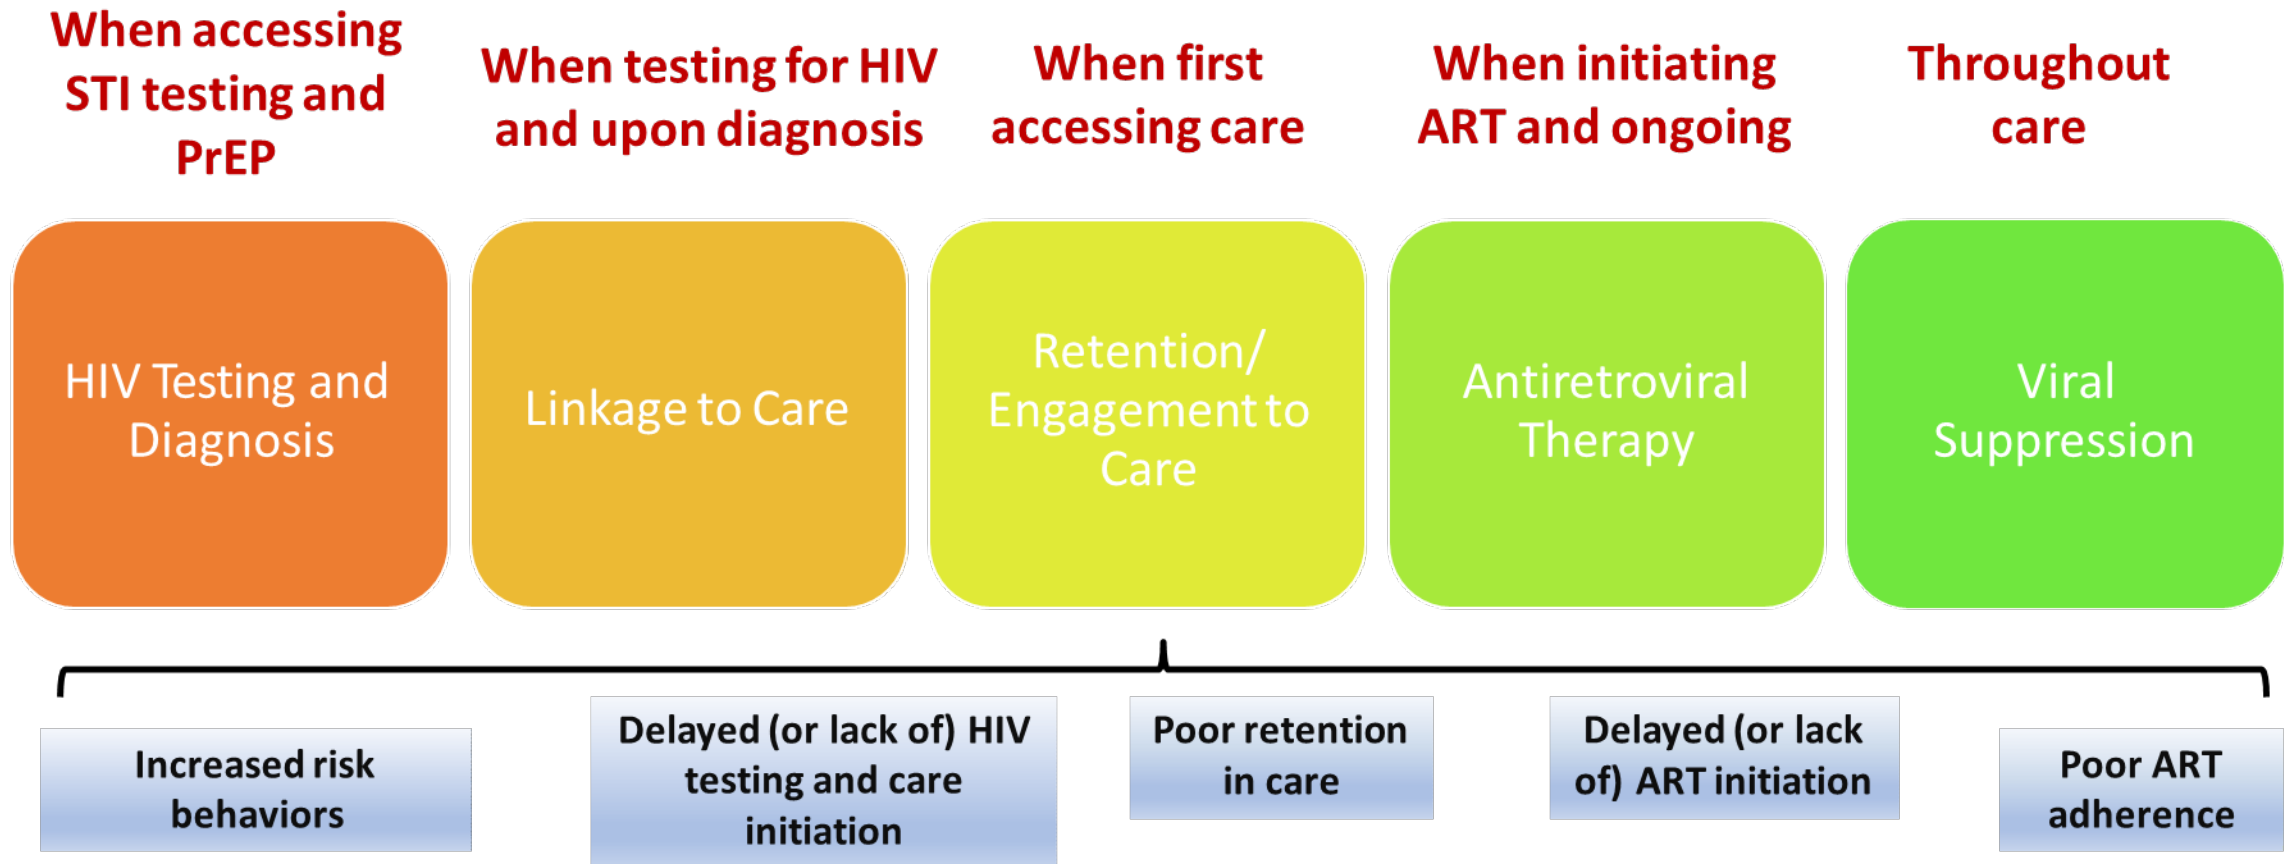 When accessing
STI testing and
PrEP
When testing for HIV
and upon diagnosis
When first
accessing care
When initiating
ART and ongoing
Throughout
care
HIV Testing and
Diagnosis
Linkage to Care
Retention/
Engagement to
Care
Antiretroviral
Therapy
Viral
Suppression
Increased risk
behaviors
Delayed (or lack of) HIV
testing and care
initiation
Poor retention
in care
Delayed (or lack
of) ART initiation
Poor ART
adherence